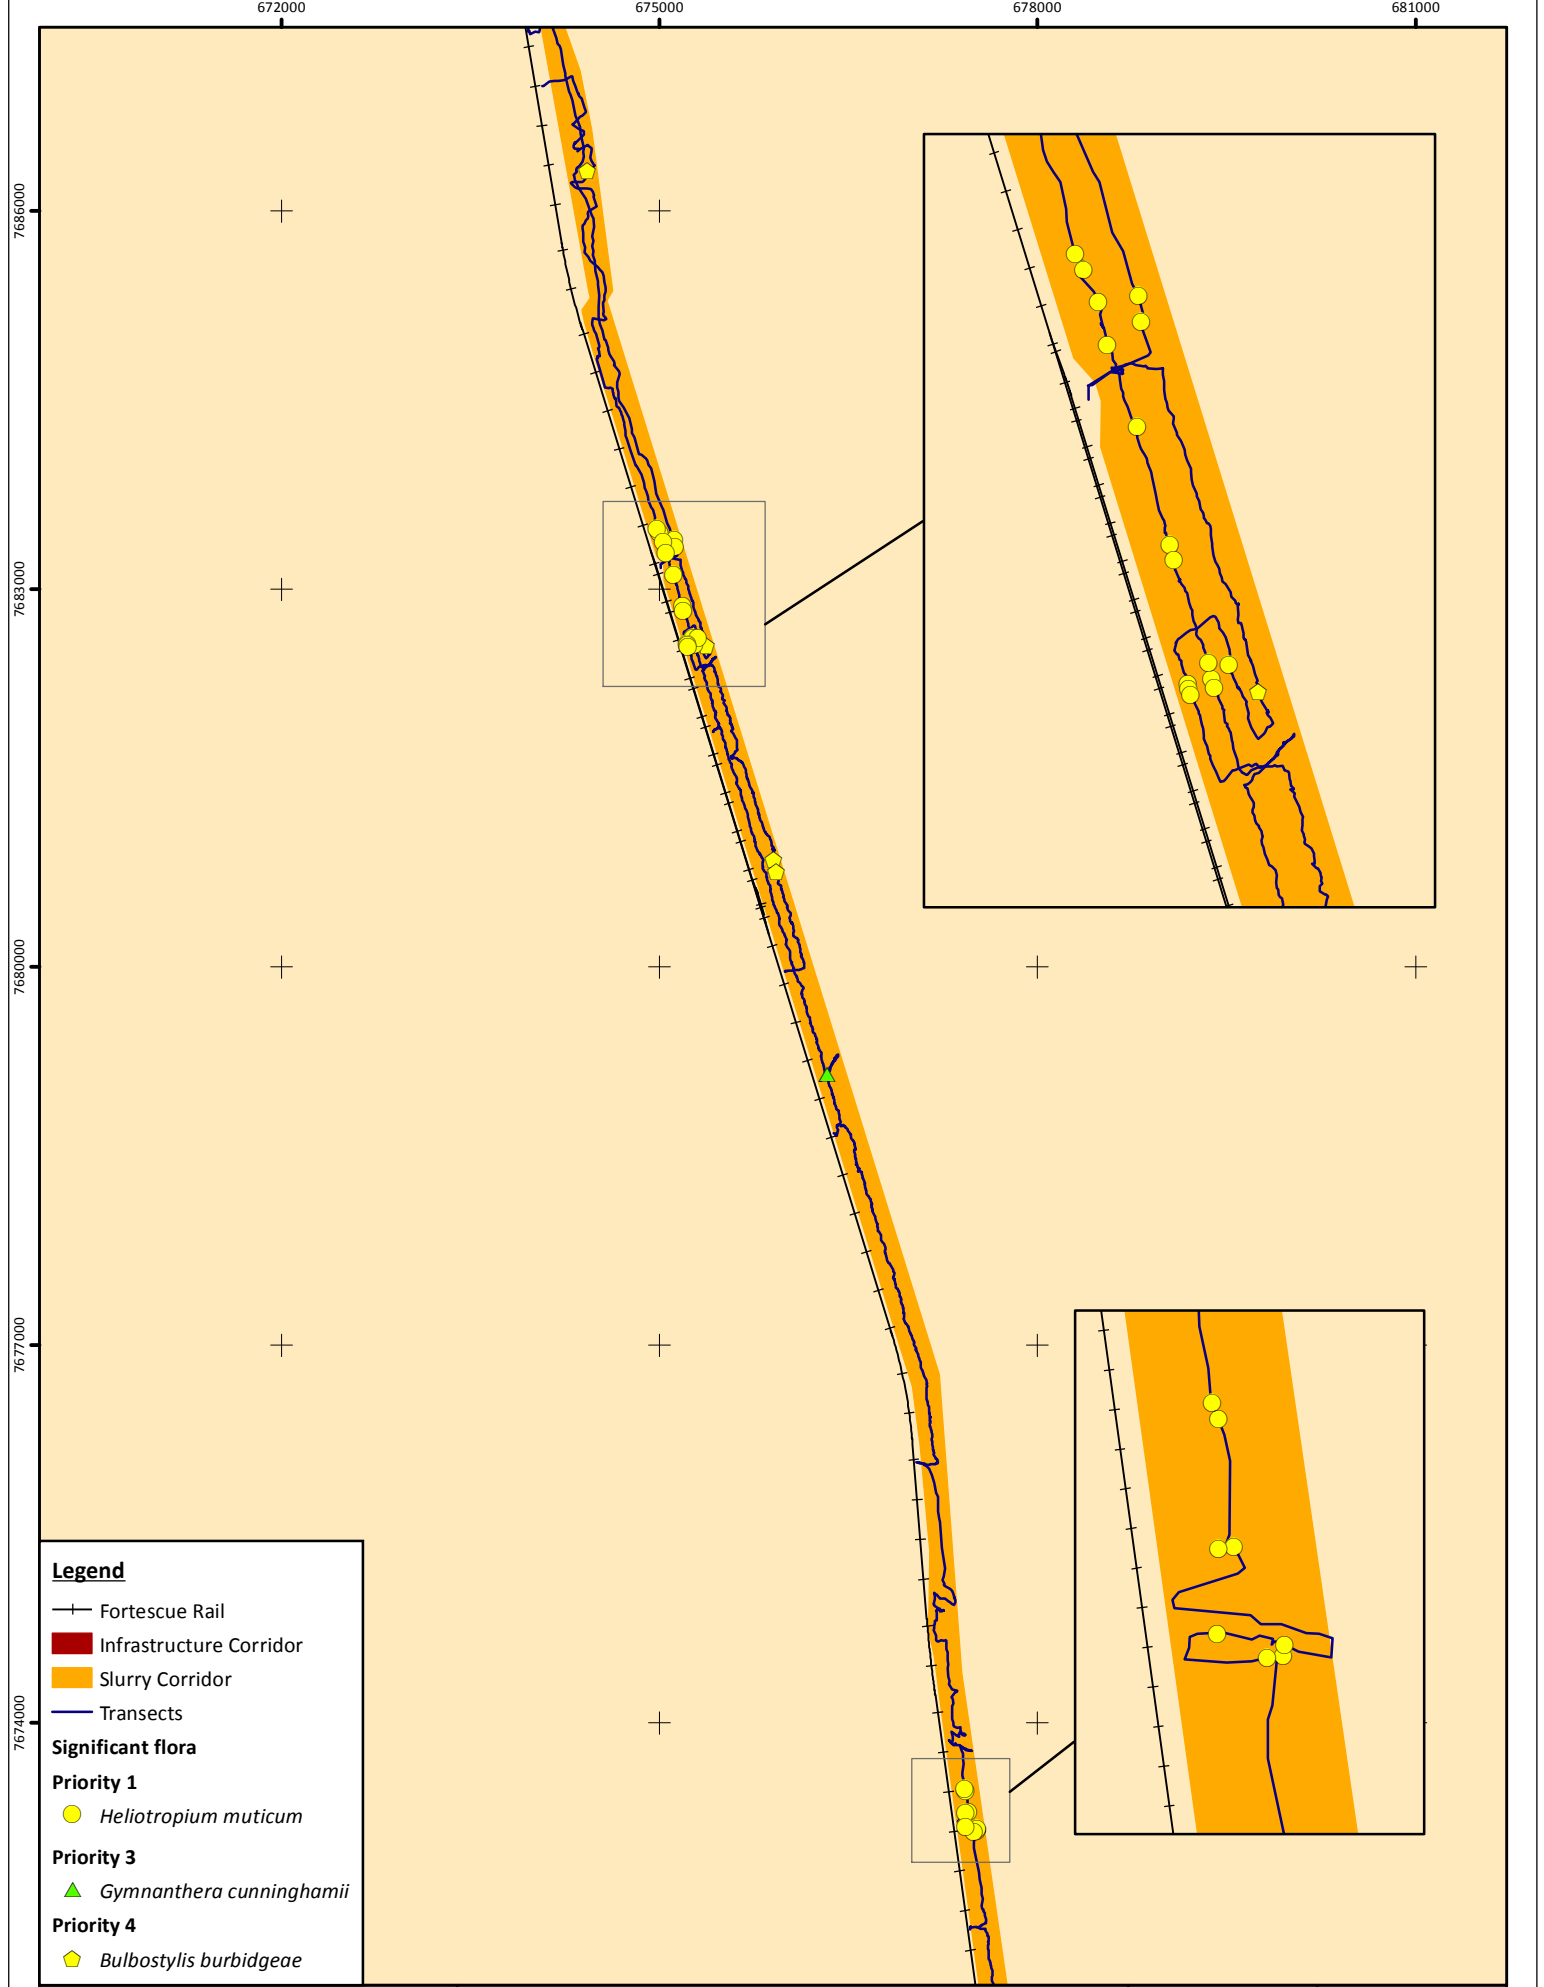 672000 675000 678000 681000
7686000
7683000
7680000
7677000
7674000
Legend
Fortescue Rail
Infrastructure Corridor
Slurry Corridor
Transects
Significant flora
Priority 1
Heliotropium muticum
Priority 3
Gymnanthera cunninghamii
Priority 4
Bulbostylis burbidgeae